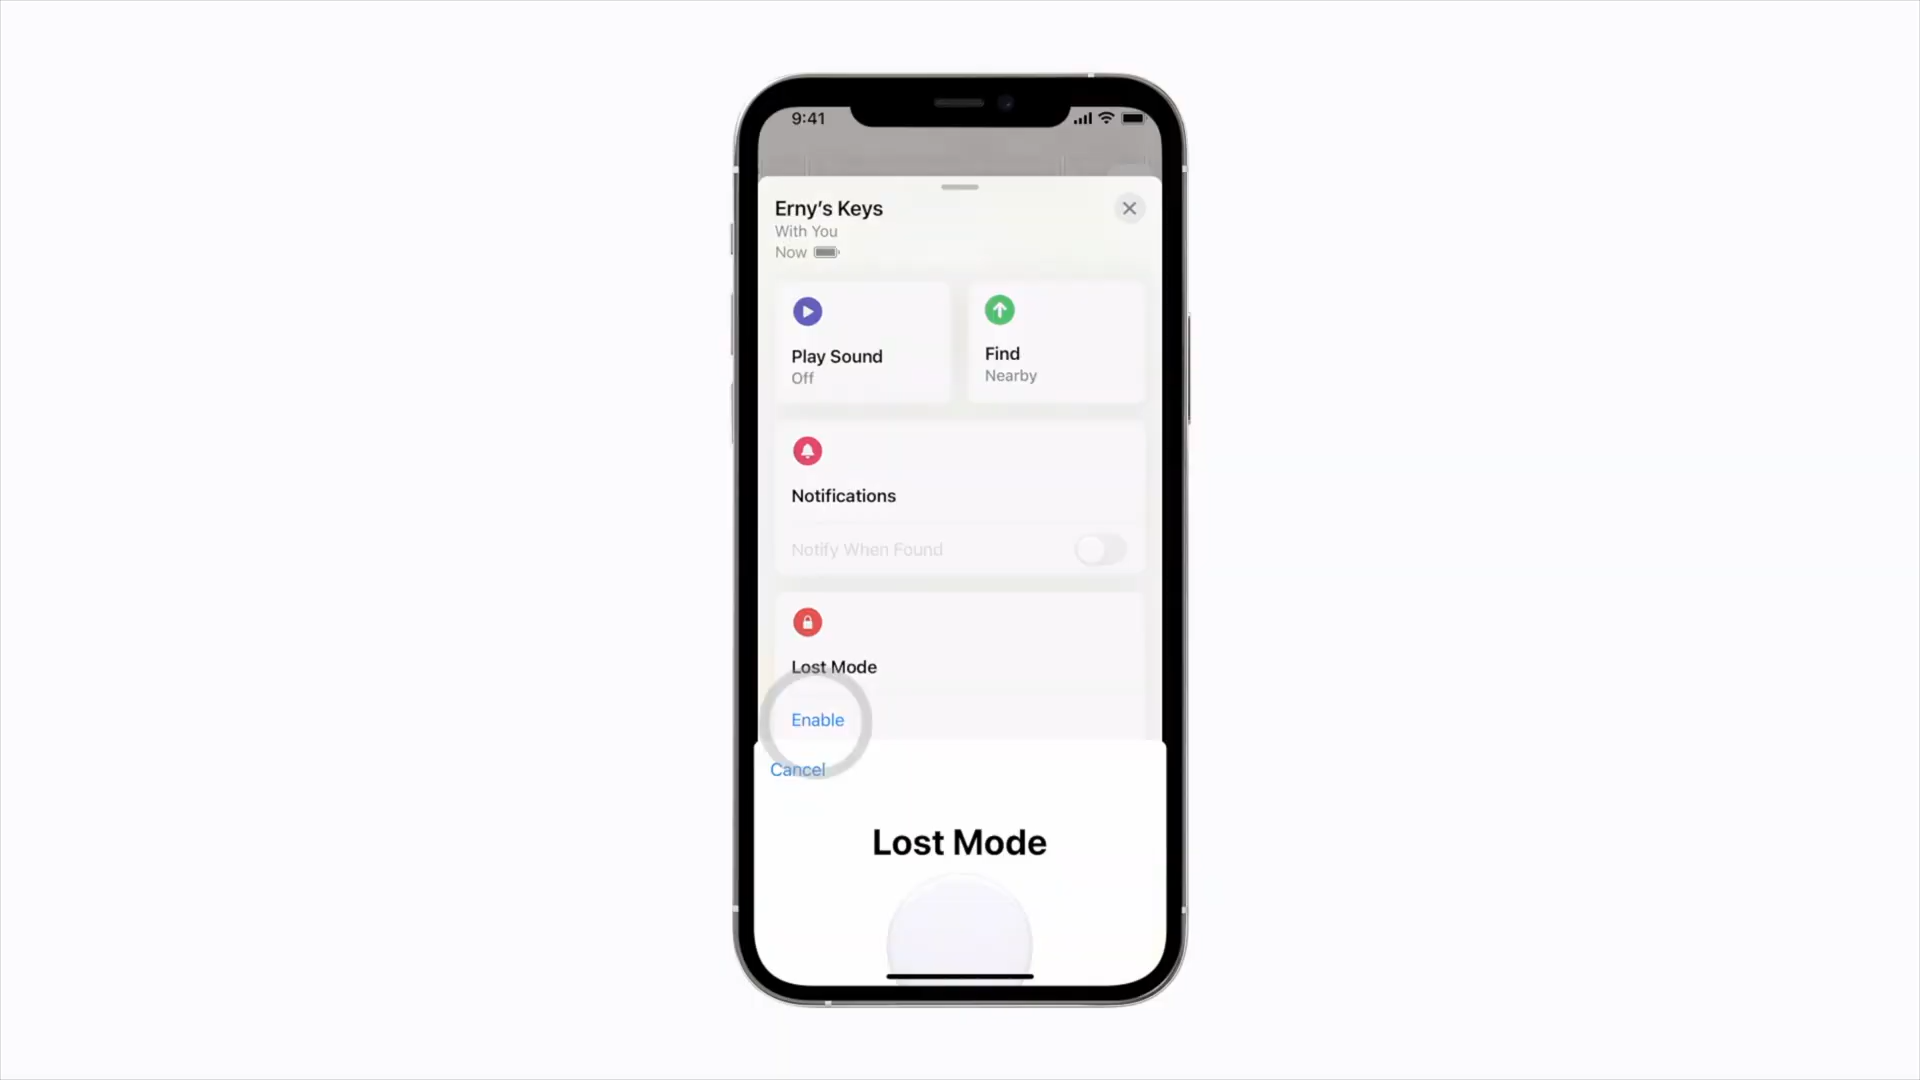 9:41
Erny’s Keys
With You
Now
Play Sound
Off
Find
Nearby
Notifications
Notify When Found
Lost Mode
Enable
Cancel
Lost Mode